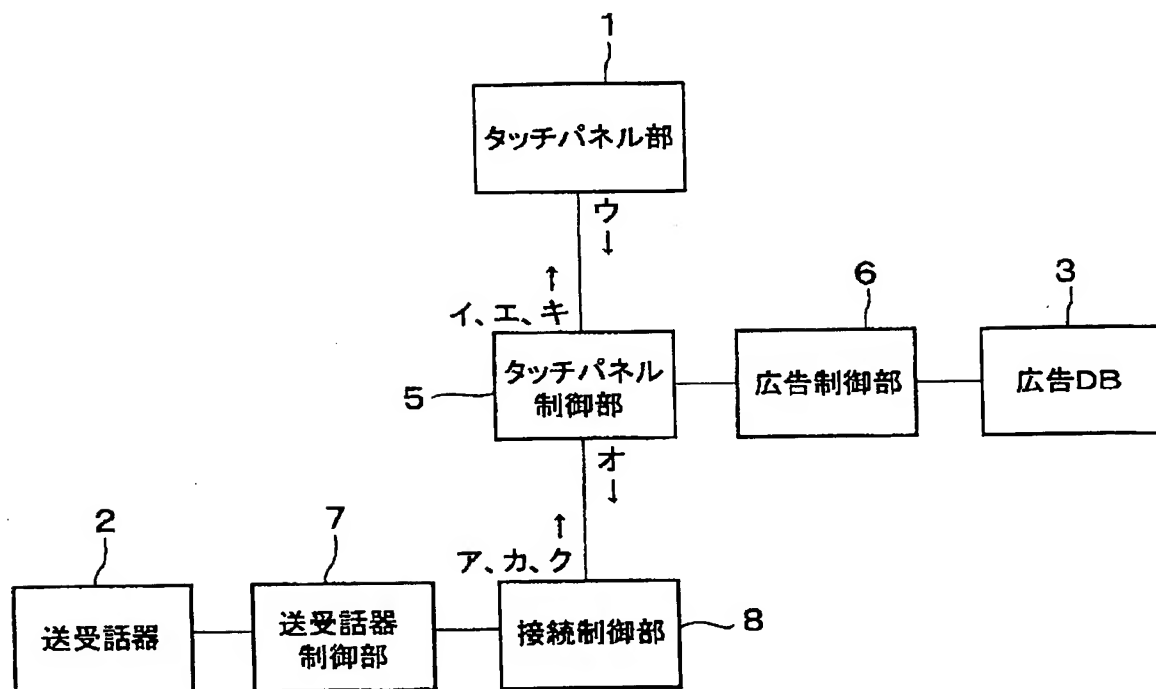 1
タッチパネル部
ウ
↓
↑
イ、エ、キ
6
3
5
タッチパネル
制御部
広告制御部
広告DB
オ
↓
↑
ア、カ、ク
2
7
送受話器
送受話器
制御部
接続制御部
8